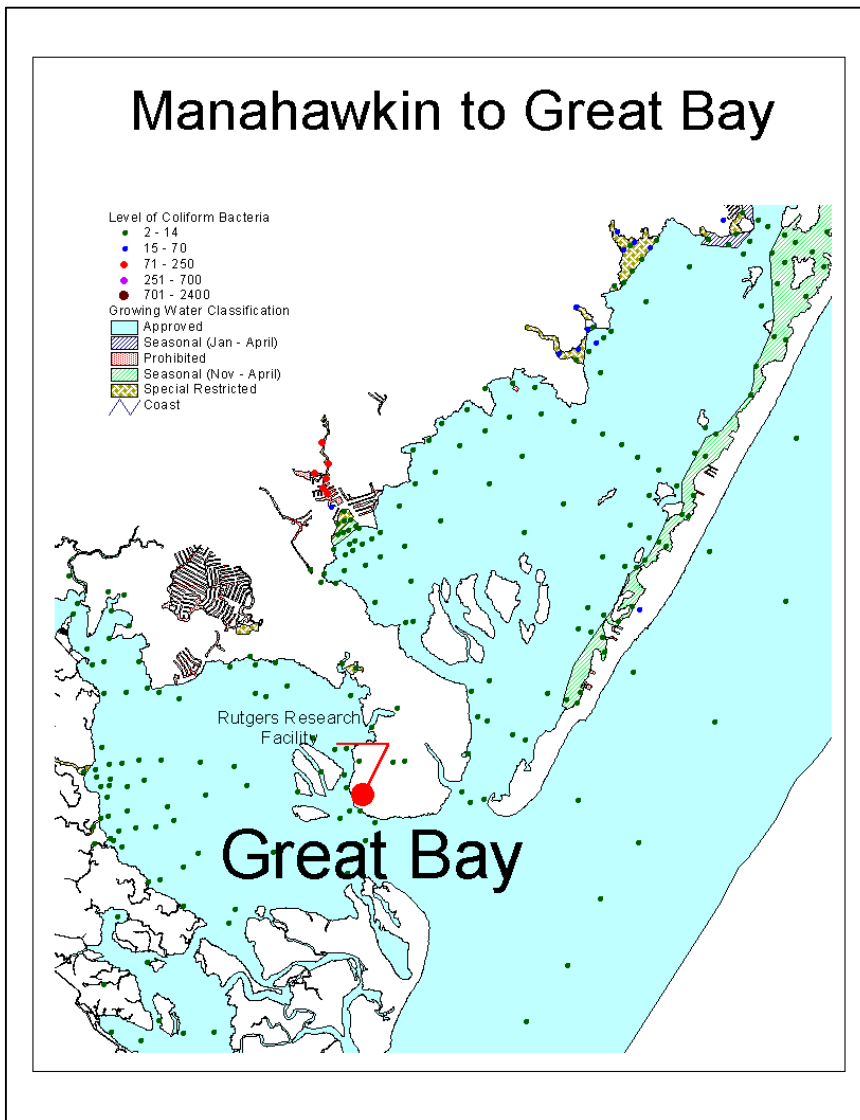 Manahawkin to Great Bay
Level of Coliform Bacteria
2 - 14
15 - 70
71 - 250
251 - 700
701 - 2400
Growing Water Classification
Approved
Seasonal (Jan - April)
Prohibited
Seasonal (Nov - April)
Special Restricted
Coast
Rutgers Research
Facility
Great Bay